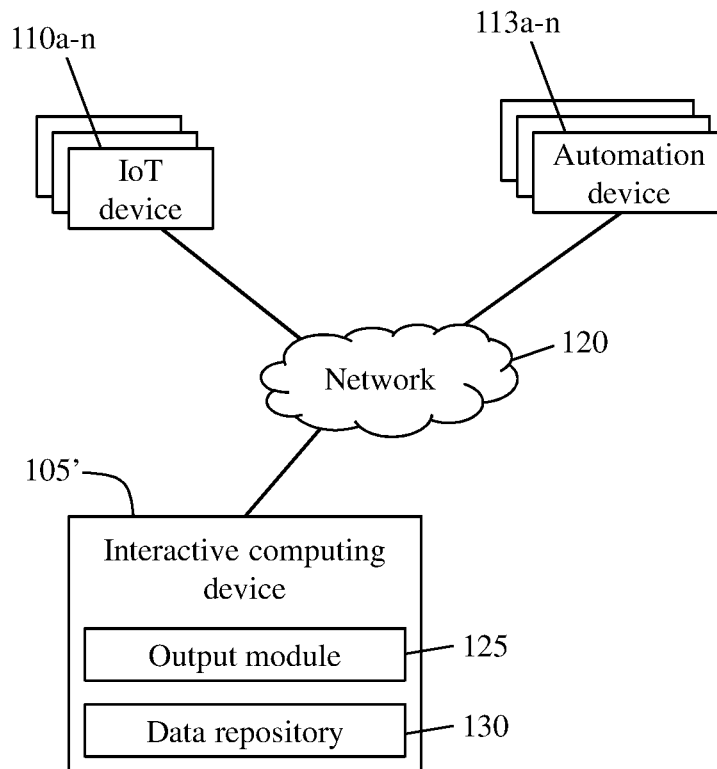 110a-n
113a-n
IoT
device
Automation
device
120
Network
105’
Interactive computing
device
Output module
125
Data repository
130